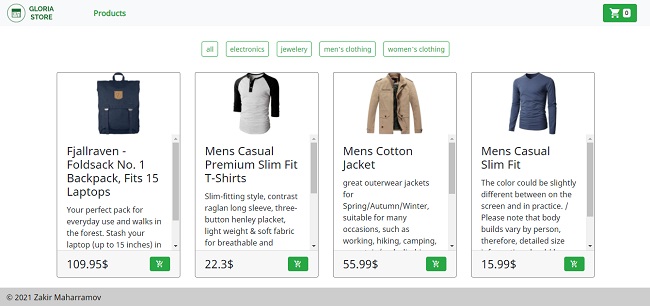 GLORIA
STORE
Products
0
all
electronics
jewelery
men's clothing
women's clothing
Fjallraven -
Foldsack No. 1
Backpack, Fits 15
Laptops
Your perfect pack for
everyday use and walks in
the forest. Stash your
laptop (up to 15 inches) in
109.95$
Mens Casual
Premium Slim Fit
T-Shirts
Slim-fitting style, contrast
raglan long sleeve, three-
button henley placket,
light weight & soft fabric
for breathable and
22.3$
Mens Cotton
Jacket
great outerwear jackets
for
Spring/Autumn/Winter,
suitable for many
occasions, such as
working, hiking, camping,
55.99$
Mens Casual
Slim Fit
The color could be slightly
different between on the
screen and in practice. /
Please note that body
builds vary by person,
therefore, detailed size
15.99$
© 2021 Zakir Maharramov